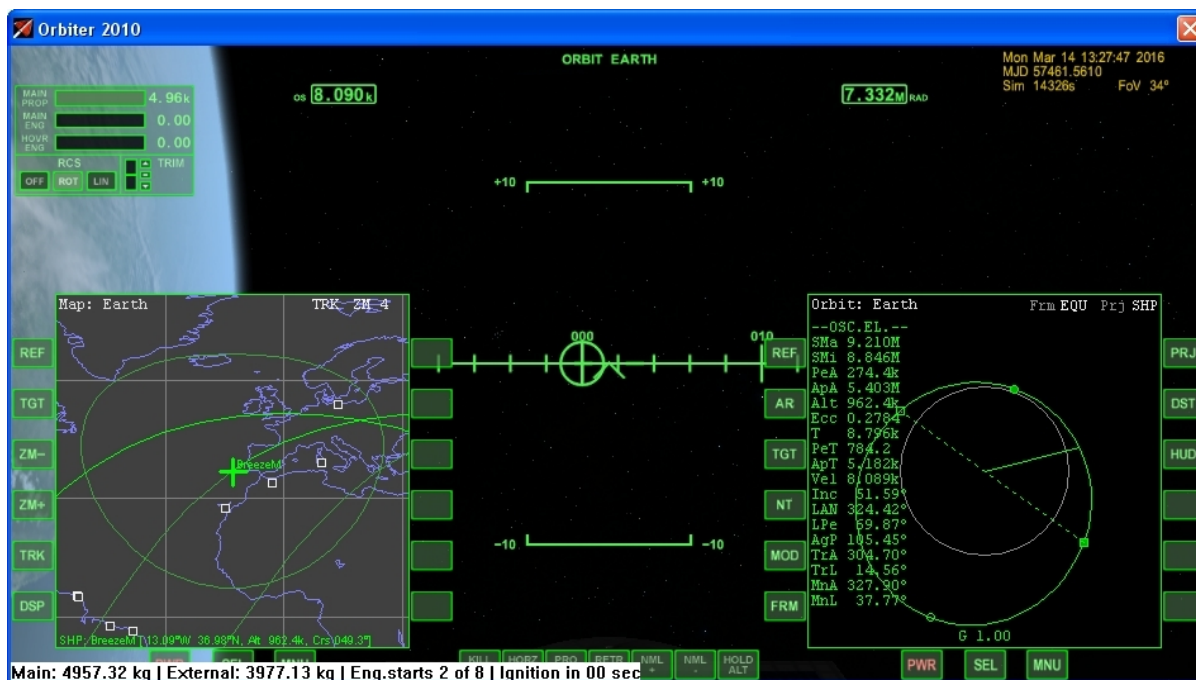 Orbiter 2010
ORBIT EARTH
Mon Mar 14 13:27:47 2016
MJD 57461.5610
Sim 14326s FoV 34°
OS 8.090k
7.332M RAD
MAIN PROP 4.96k
MAIN ENG 0.00
HOVR ENG 0.00
RCS TRIM
OFF ROT LIN
+10 +10
000 010
-10 -10
Map: Earth TRK ZM 4
REF
TGT
ZM-
ZM+
TRK
DSP
BreezeM
SHP: BreezeM [13.09°W 36.98°N, Alt 962.4k, Crs 049.3°]
PWR SEL MNU
REF
AR
TGT
NT
MOD
FRM
Orbit: Earth Frm EQU Prj SHP
--OSC.EL.--
SMa 9.210M
SMi 8.846M
PeA 274.4k
ApA 5.403M
Alt 962.4k
Ecc 0.2784
T 8.796k
PeT 784.2
ApT 5.182k
Vel 8.089k
Inc 51.59°
LAN 324.42°
LPe 69.87°
AgP 105.45°
TrA 304.70°
TrL 14.56°
MnA 327.90°
MnL 37.77°
G 1.00
PRJ
DST
HUD
PWR SEL MNU
KILL HORZ PRO RETR NML + NML - HOLD ALT
Main: 4957.32 kg | External: 3977.13 kg | Eng.starts 2 of 8 | Ignition in 00 sec